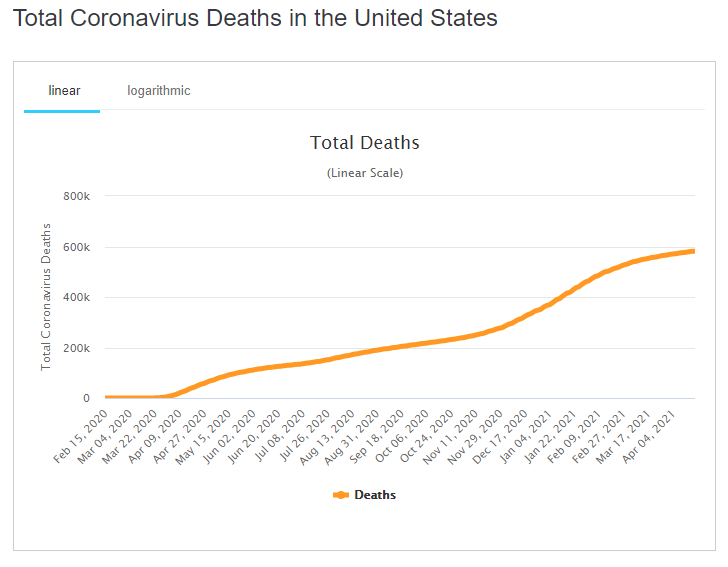 Total Coronavirus Deaths in the United States
linear
logarithmic
Total Deaths
(Linear Scale)
Total Coronavirus Deaths
800k
600k
400k
200k
0
Feb 15, 2020
Mar 04, 2020
Mar 22, 2020
Apr 09, 2020
Apr 27, 2020
May 15, 2020
Jun 02, 2020
Jun 20, 2020
Jul 08, 2020
Jul 26, 2020
Aug 13, 2020
Aug 31, 2020
Sep 18, 2020
Oct 06, 2020
Oct 24, 2020
Nov 11, 2020
Nov 29, 2020
Dec 17, 2020
Jan 04, 2021
Jan 22, 2021
Feb 09, 2021
Feb 27, 2021
Mar 17, 2021
Apr 04, 2021
Deaths